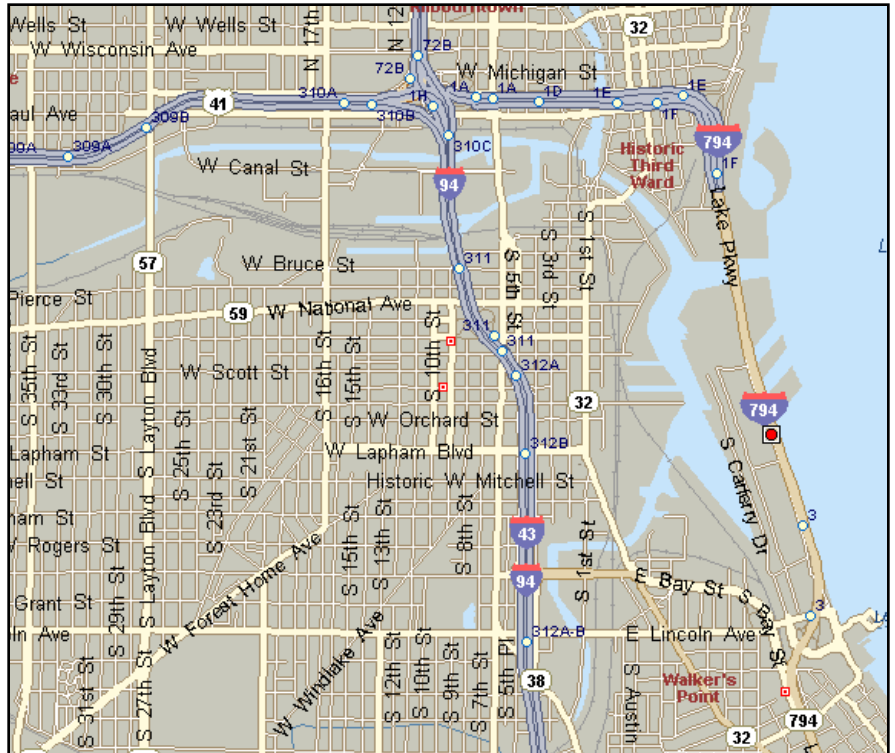 Wells St
W Wells St
W Wisconsin Ave
N 17th
N 12
Kilbourntown
72B
32
72B
W Michigan St
41
310A
310B
1H
1A
1A
1D
1E
1F
1E
309B
309A
310C
W Canal St
94
Historic
Third
Ward
794
1F
Lake Pkwy
57
W Bruce St
311
S 5th St
S 3rd St
S 1st St
Pierce St
59
W National Ave
311
311
312A
S 35th St
S 33rd St
S 30th St
S Layton Blvd
W Scott St
S 16th St
S 15th St
S 10th St
32
794
W Orchard St
Lapham St
S 25th St
S 21st St
W Lapham Blvd
312B
Historic W Mitchell St
S 23rd St
S Layton Blvd
S Carferry Dr
W Rogers St
43
3
94
S 15th St
S 13th St
S 8th St
S 1st St
Grant St
S 29th St
W Forest Home Ave
E Bay St
S Bay St
3
W Windlake Ave
312A-B
E Lincoln Ave
S 31st St
S 27th St
S 12th St
S 10th St
S 9th St
S 7th St
S 5th Pl
38
S Austin
Walker's
Point
32
794